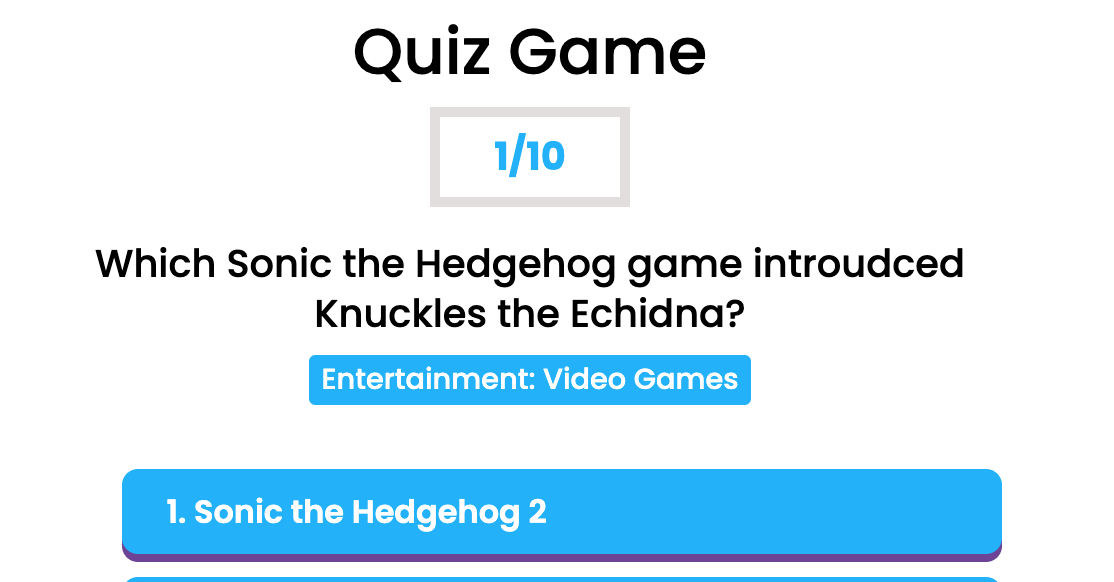 Quiz Game
1/10
Which Sonic the Hedgehog game introudced
Knuckles the Echidna?
Entertainment: Video Games
1. Sonic the Hedgehog 2